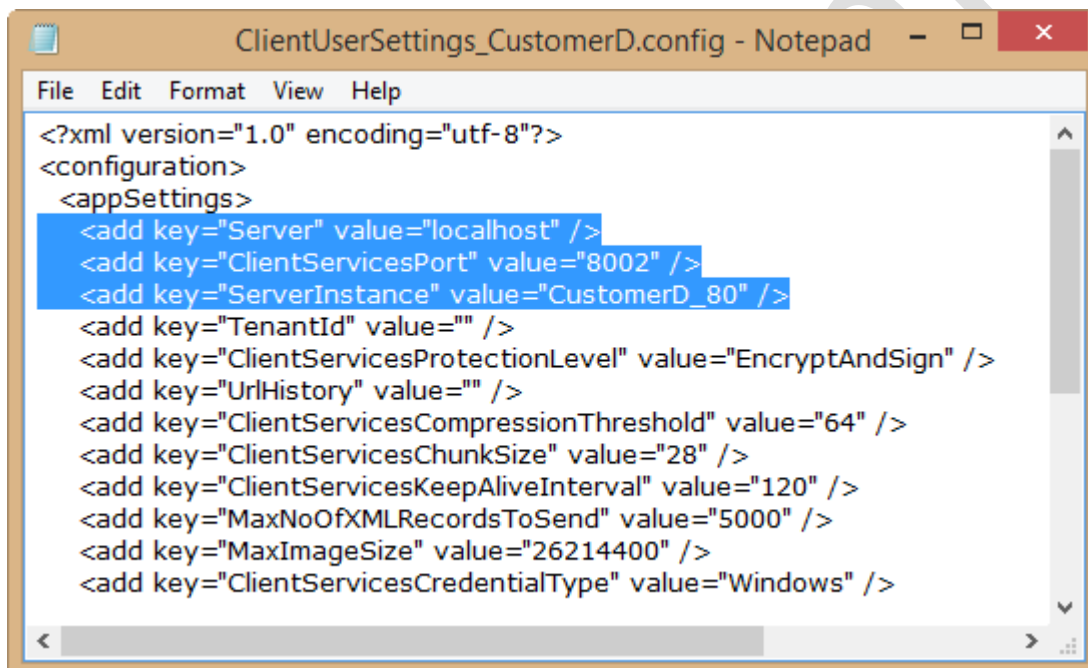 ClientUserSettings_CustomerD.config - Notepad
File Edit Format View Help
<?xml version="1.0" encoding="utf-8"?>
<configuration>
<appSettings>
<add key="Server" value="localhost" />
<add key="ClientServicesPort" value="8002" />
<add key="ServerInstance" value="CustomerD_80" />
<add key="TenantId" value="" />
<add key="ClientServicesProtectionLevel" value="EncryptAndSign" />
<add key="UrlHistory" value="" />
<add key="ClientServicesCompressionThreshold" value="64" />
<add key="ClientServicesChunkSize" value="28" />
<add key="ClientServicesKeepAliveInterval" value="120" />
<add key="MaxNoOfXMLRecordsToSend" value="5000" />
<add key="MaxImageSize" value="26214400" />
<add key="ClientServicesCredentialType" value="Windows" />